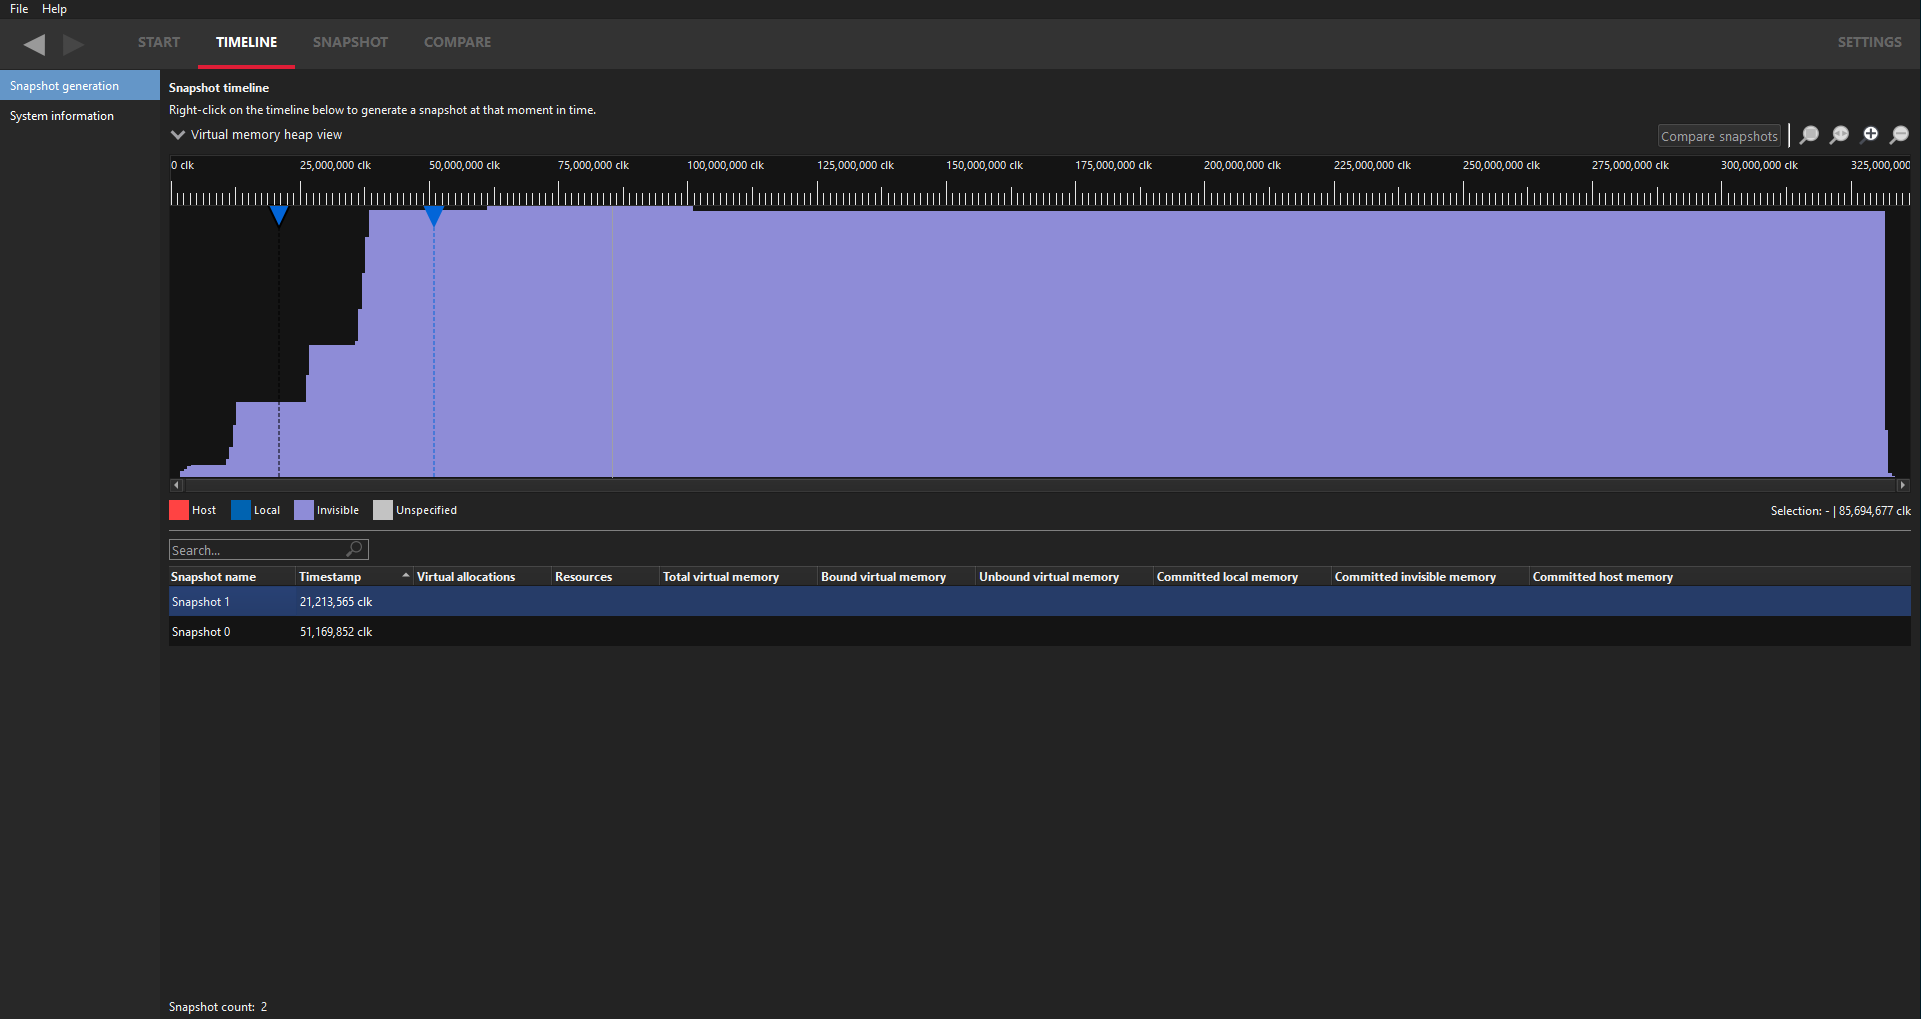 File Help
START TIMELINE SNAPSHOT COMPARE SETTINGS
Snapshot generation
System information
Snapshot timeline
Right-click on the timeline below to generate a snapshot at that moment in time.
Virtual memory heap view
Compare snapshots
0 clk 25,000,000 clk 50,000,000 clk 75,000,000 clk 100,000,000 clk 125,000,000 clk 150,000,000 clk 175,000,000 clk 200,000,000 clk 225,000,000 clk 250,000,000 clk 275,000,000 clk 300,000,000 clk 325,000,000
Host Local Invisible Unspecified Selection: - | 85,694,677 clk
Search...
Snapshot name Timestamp Virtual allocations Resources Total virtual memory Bound virtual memory Unbound virtual memory Committed local memory Committed invisible memory Committed host memory
Snapshot 1 21,213,565 clk
Snapshot 0 51,169,852 clk
Snapshot count: 2